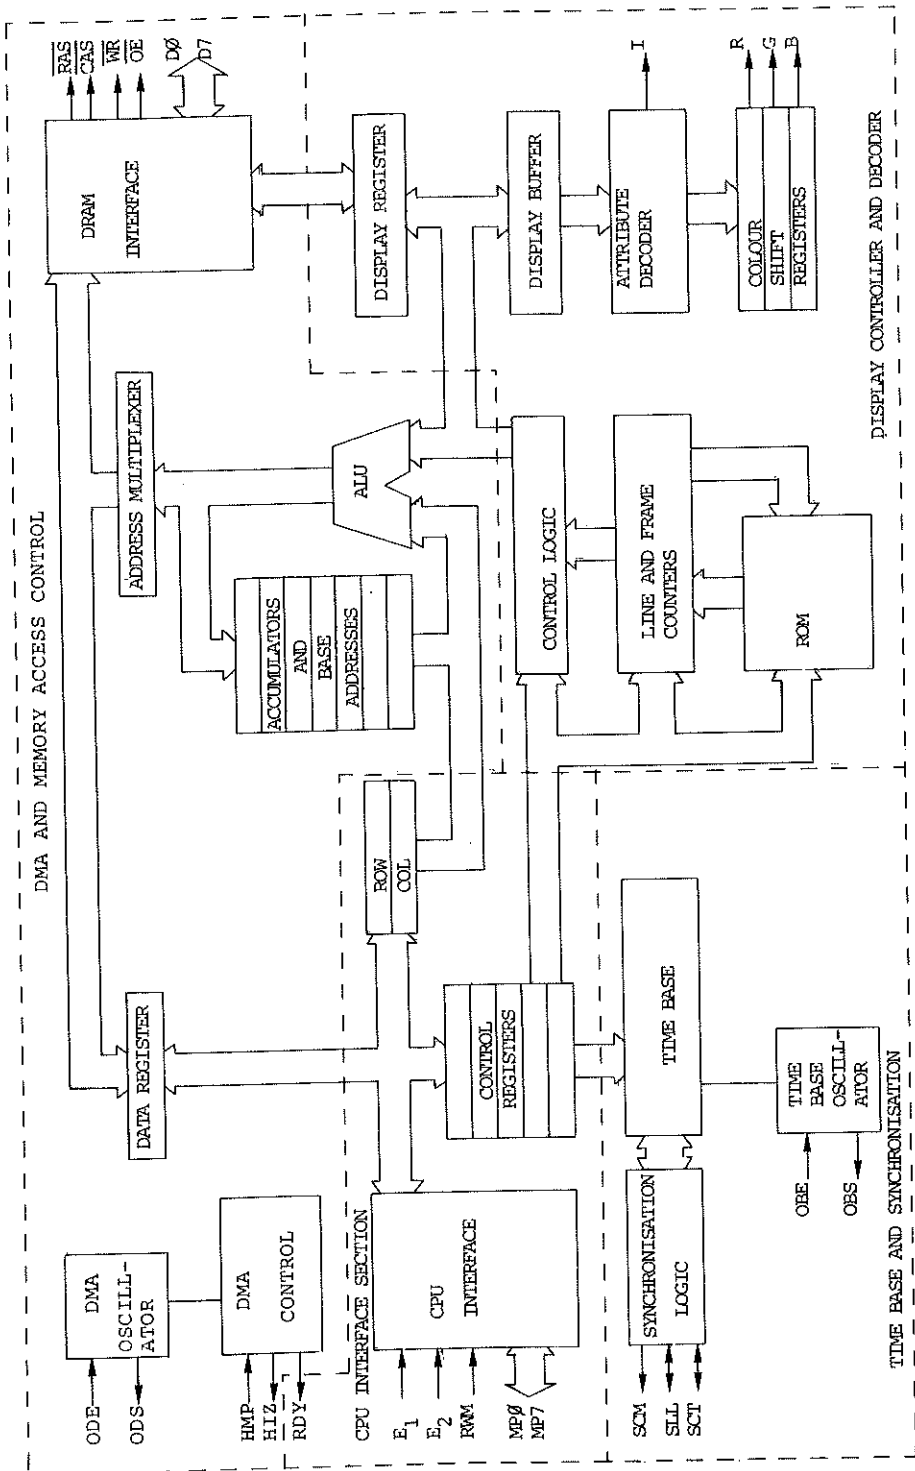 DMA AND MEMORY ACCESS CONTROL
ODE
ODS
DMA
OSCILL-
ATOR
HMP
HIZ
RDY
DMA
CONTROL
DATA REGISTER
ADDRESS MULTIPLEXER
DRAM
INTERFACE
RAS
CAS
WR
OE
DØ
D7
ACCUMULATORS
AND
BASE
ADDRESSES
ALU
CPU INTERFACE SECTION
E1
E2
RWM
MPØ
MP7
CPU
INTERFACE
ROW
COL
CONTROL
REGISTERS
DISPLAY REGISTER
DISPLAY BUFFER
ATTRIBUTE
DECODER
I
COLOUR
SHIFT
REGISTERS
R
G
B
CONTROL LOGIC
LINE AND FRAME
COUNTERS
ROM
DISPLAY CONTROLLER AND DECODER
SCM
SLL
SCT
SYNCHRONISATION
LOGIC
TIME BASE
OBE
OBS
TIME
BASE
OSCILL-
ATOR
TIME BASE AND SYNCHRONISATION